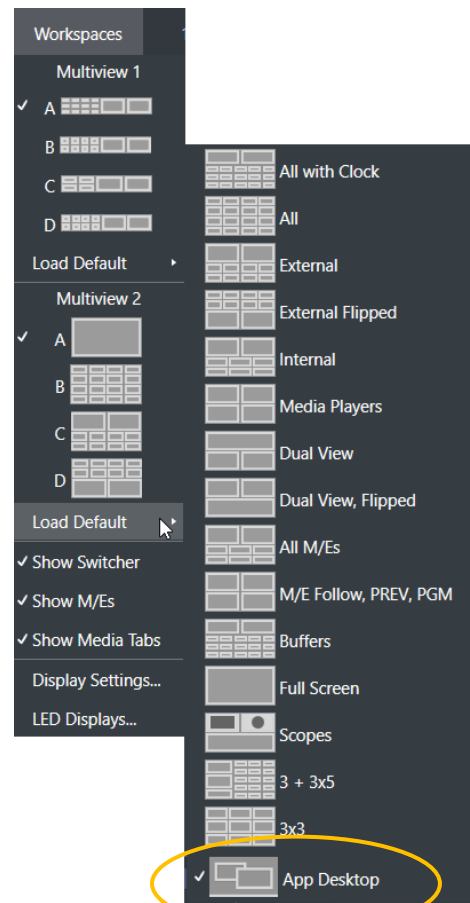 Workspaces
Multiview 1
✓ A
B
C
D
Load Default
Multiview 2
✓ A
B
C
D
Load Default
✓ Show Switcher
✓ Show M/Es
✓ Show Media Tabs
Display Settings...
LED Displays...
All with Clock
All
External
External Flipped
Internal
Media Players
Dual View
Dual View, Flipped
All M/Es
M/E Follow, PREV, PGM
Buffers
Full Screen
Scopes
3 + 3x5
3x3
✓ App Desktop